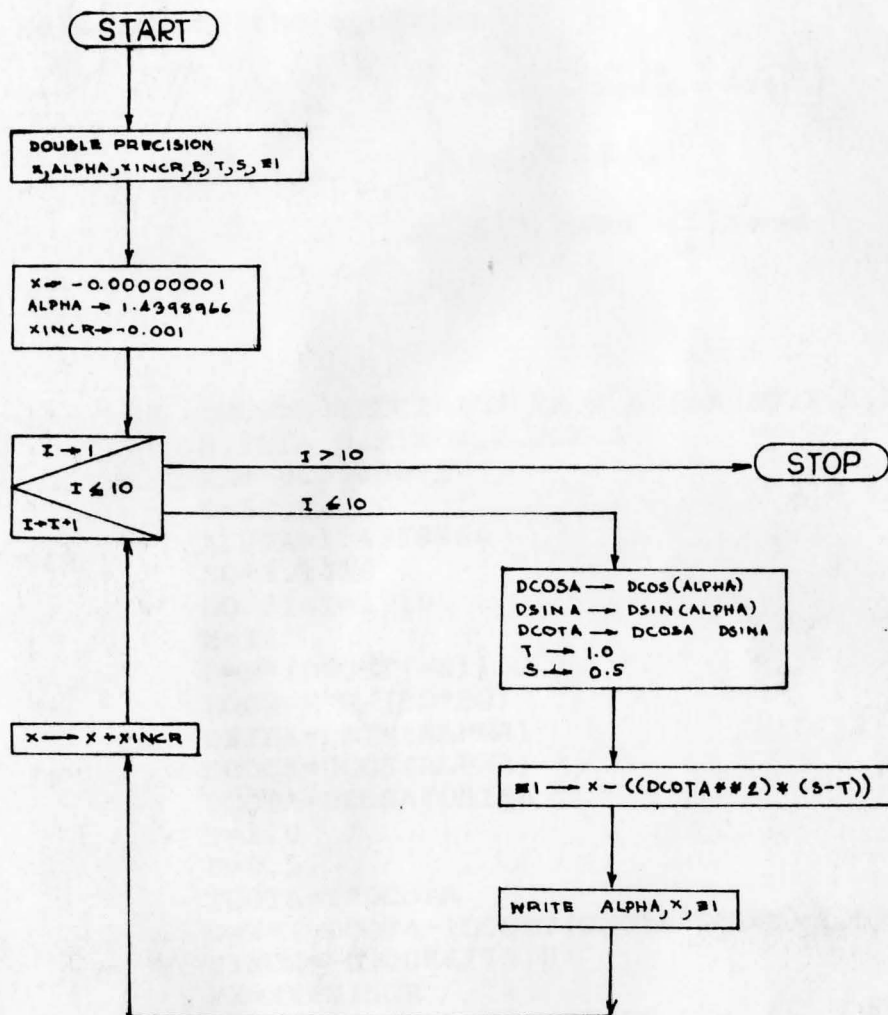 START
DOUBLE PRECISION
X, ALPHA, XINCR, B, T, S, Z1
X → -0.00000001
ALPHA → 1.4398966
XINCR → -0.001
I → 1
I ≤ 10
I → I+1
I > 10
STOP
I ≤ 10
DCOSA → DCOS(ALPHA)
DSINA → DSIN(ALPHA)
DCOTA → DCOSA DSINA
T → 1.0
S → 0.5
X → X + XINCR
Z1 → X - ((DCOTA**2) * (S-T))
WRITE ALPHA, X, Z1